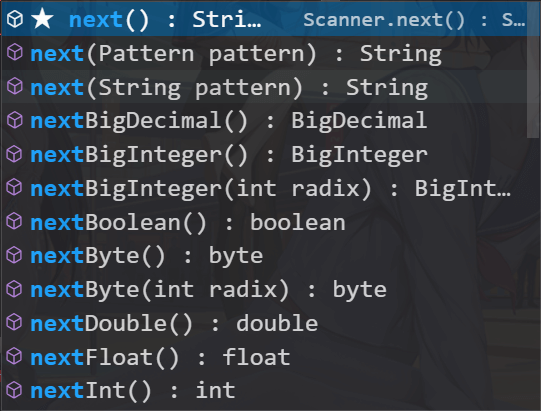 ★ next() : Stri… Scanner.next() : S…
next(Pattern pattern) : String
next(String pattern) : String
nextBigDecimal() : BigDecimal
nextBigInteger() : BigInteger
nextBigInteger(int radix) : BigInt…
nextBoolean() : boolean
nextByte() : byte
nextByte(int radix) : byte
nextDouble() : double
nextFloat() : float
nextInt() : int